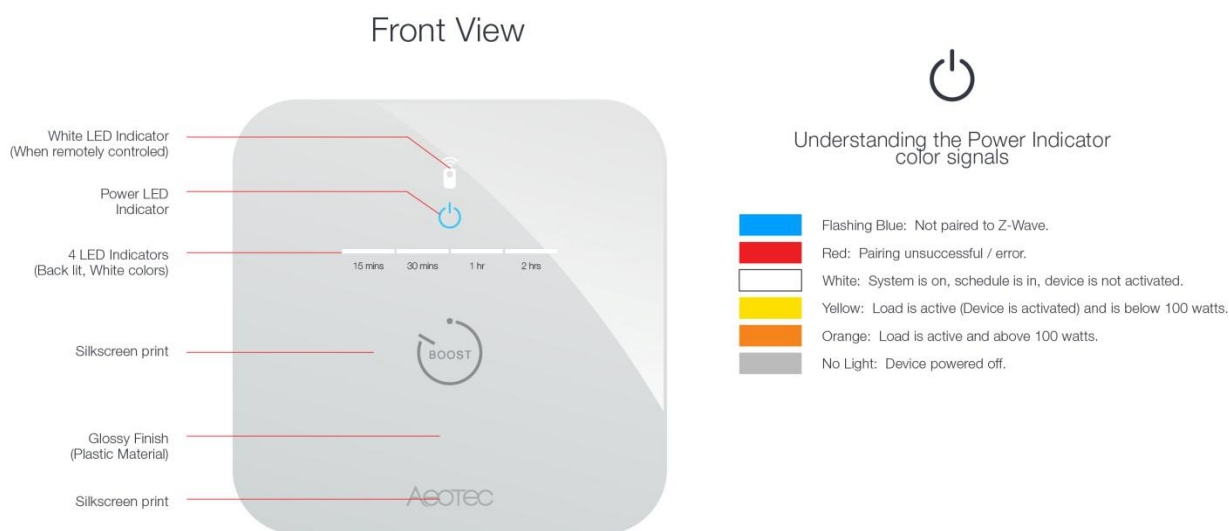 Front View
White LED Indicator
(When remotely controled)
Power LED
Indicator
4 LED Indicators
(Back lit, White colors)
15 mins
30 mins
1 hr
2 hrs
Silkscreen print
BOOST
Glossy Finish
(Plastic Material)
Silkscreen print
AEOTEC
Understanding the Power Indicator
color signals
Flashing Blue: Not paired to Z-Wave.
Red: Pairing unsuccessful / error.
White: System is on, schedule is in, device is not activated.
Yellow: Load is active (Device is activated) and is below 100 watts.
Orange: Load is active and above 100 watts.
No Light: Device powered off.